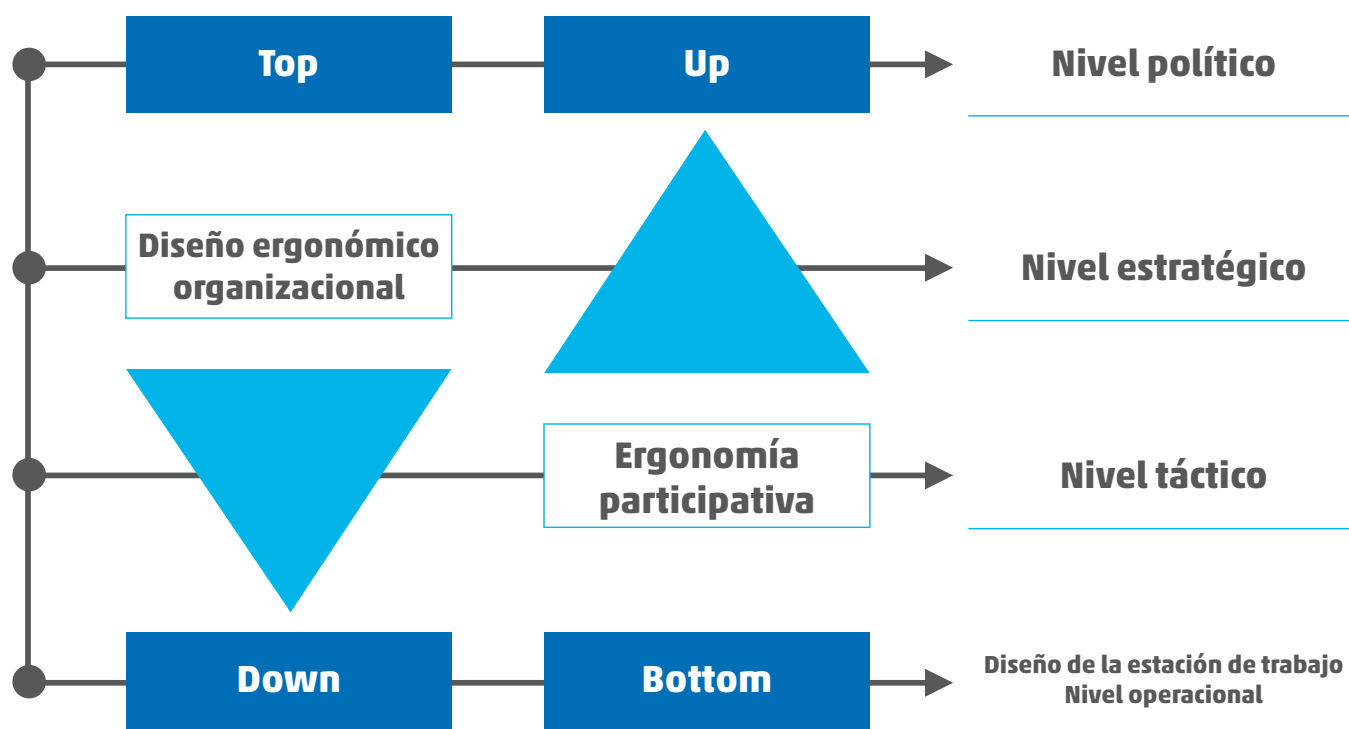 Top
Up
Nivel político
Diseño ergonómico
organizacional
Nivel estratégico
Ergonomía
participativa
Nivel táctico
Down
Bottom
Diseño de la estación de trabajo
Nivel operacional